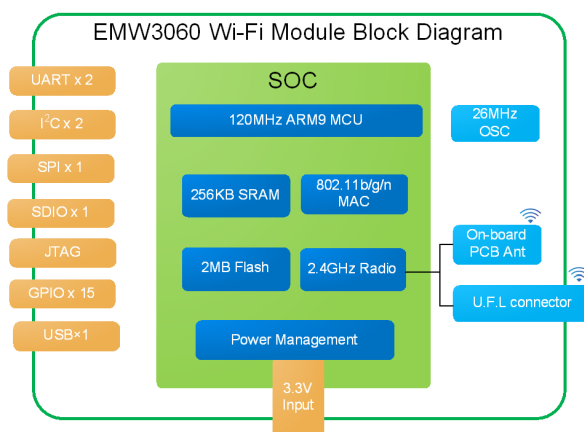 EMW3060 Wi-Fi Module Block Diagram
UART x 2
I²C x 2
SPI x 1
SDIO x 1
JTAG
GPIO x 15
USB×1
SOC
120MHz ARM9 MCU
256KB SRAM
802.11b/g/n
MAC
2MB Flash
2.4GHz Radio
Power Management
3.3V
Input
26MHz
OSC
On-board
PCB Ant
U.F.L connector